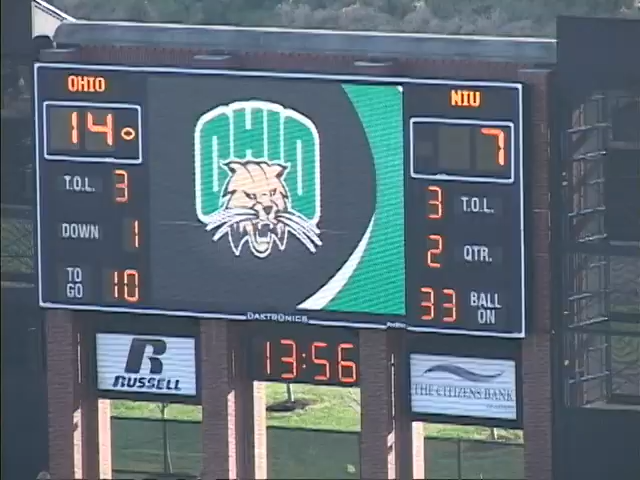 OHIO
NIU
14
7
OHIO
T.O.L. 3
3 T.O.L.
DOWN 1
2 QTR.
TO GO 10
33 BALL ON
DAKTRONICS
RUSSELL
13:56
THE CITIZENS BANK